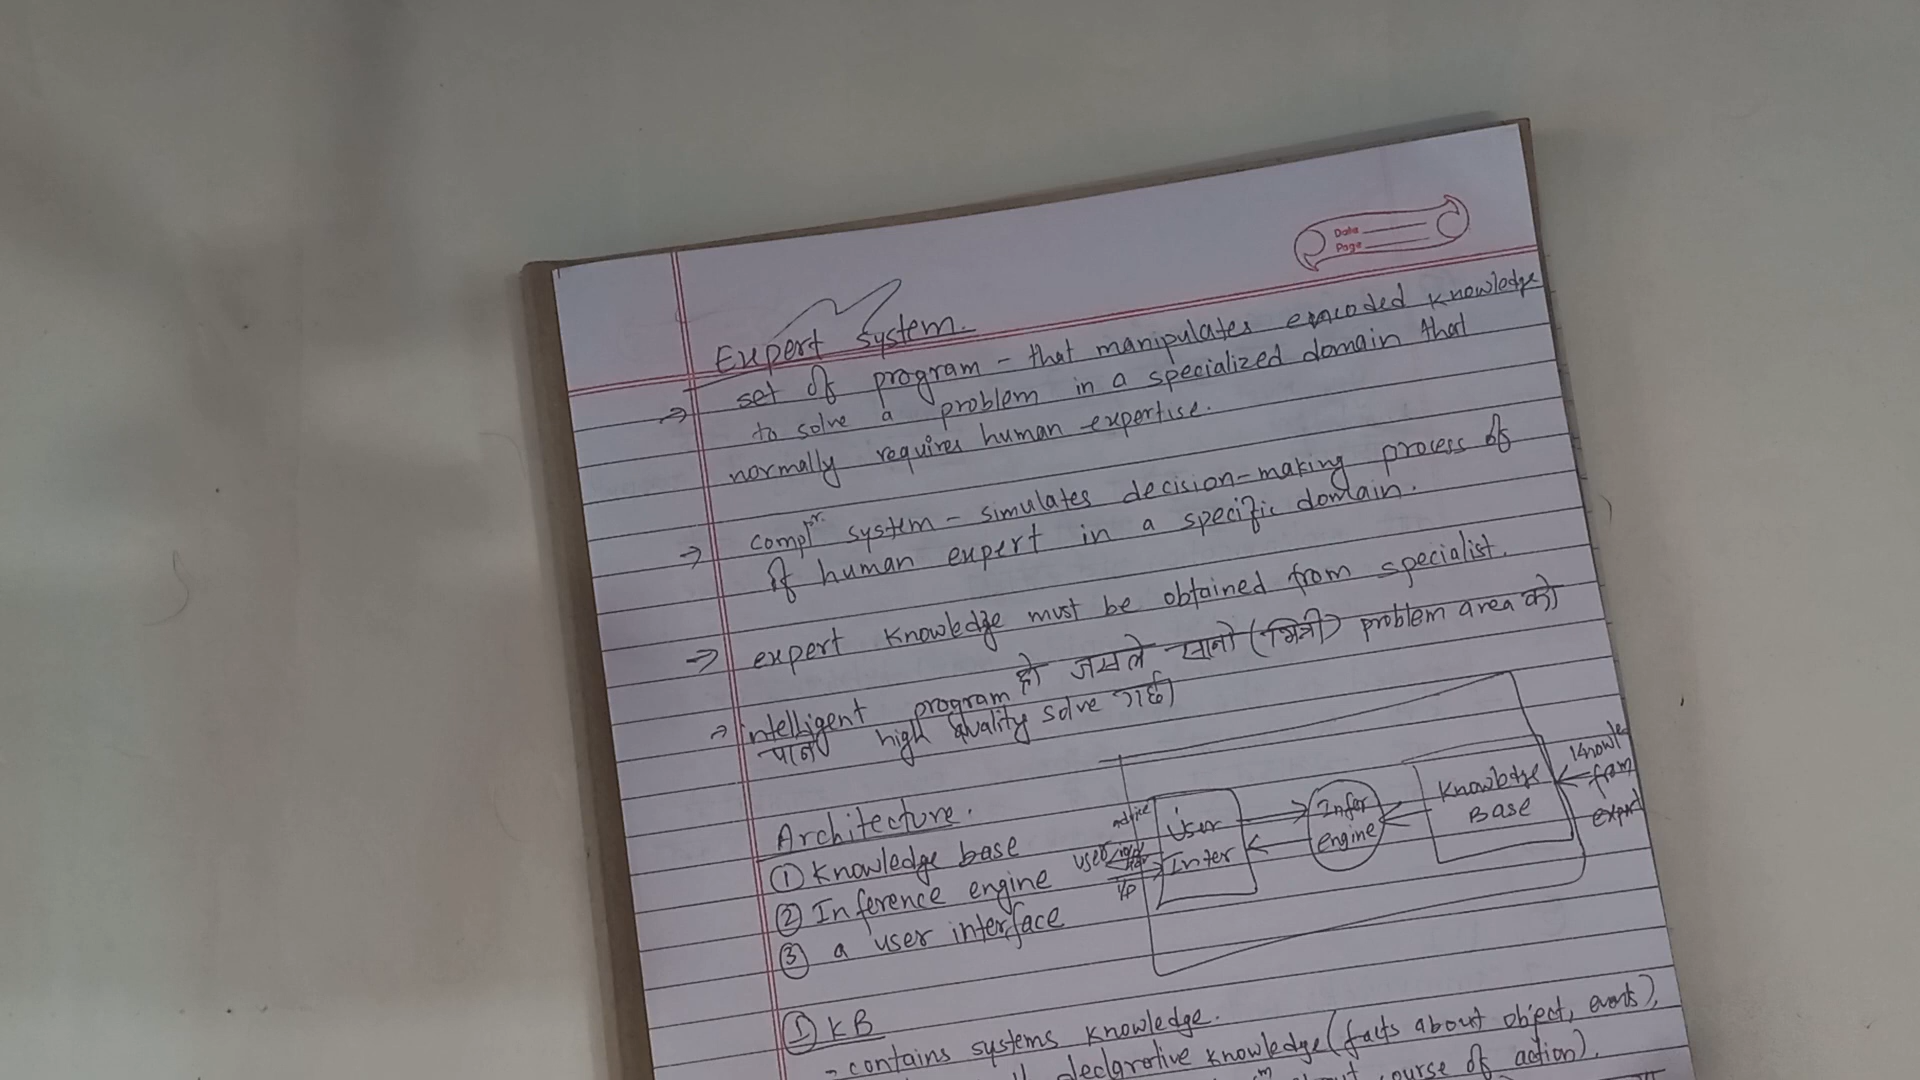 Data
Page
Expert System.
⇒ set of program - that manipulates encoded knowledge
to solve a problem in a specialized domain that
normally requires human expertise.
⇒ comptr. system - simulates decision-making process of
of human expert in a specific domain.
⇒ expert knowledge must be obtained from specialist.
→ intelligent program हो जसले सानो (भित्री) problem area को
high quality solve गर्छ।
Architecture.
① Knowledge base
② Inference engine
③ a user interface
advice
user
I/P
User
Inter
Infer
engine
Knowledge
Base
from
① KB
- contains systems knowledge.
declarative knowledge (facts about object, events),
course of action).